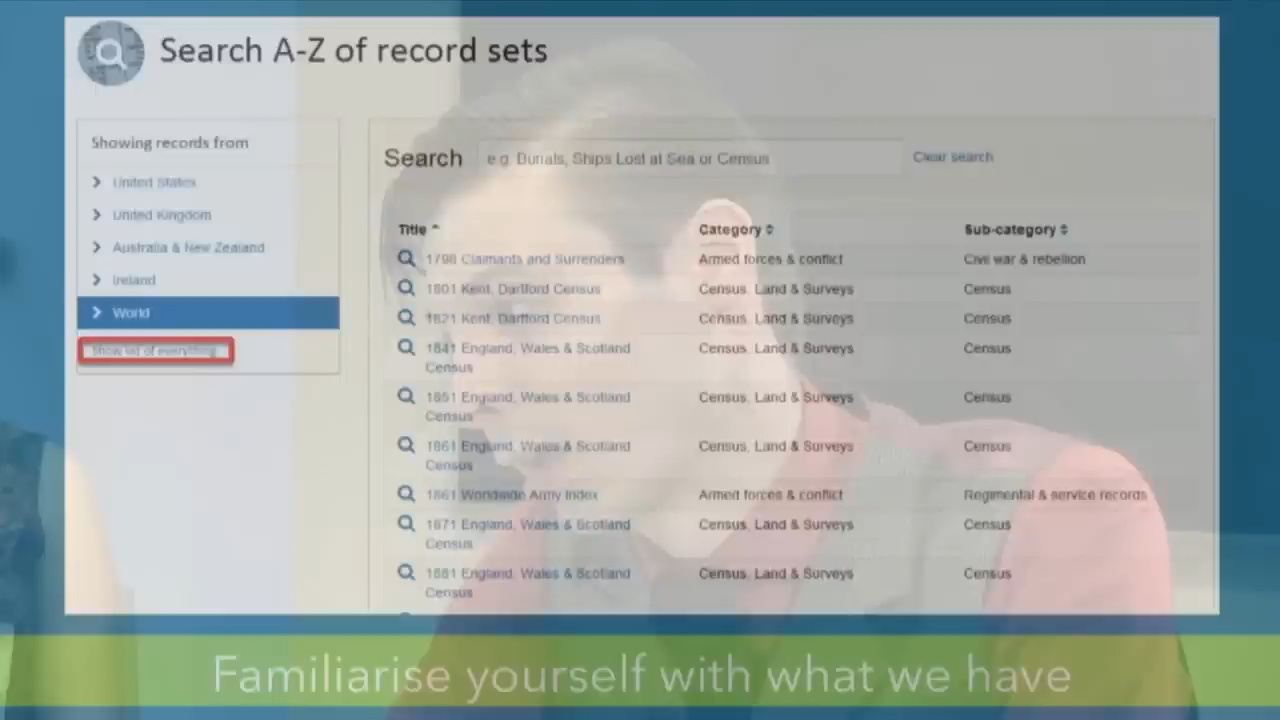 Search A-Z of record sets
Showing records from
United States
United Kingdom
Australia & New Zealand
Ireland
World
Show list of everything
Search e.g. Burials, Ships Lost at Sea or Census Clear search
Title Category Sub-category
1798 Claimants and Surrenders Armed forces & conflict Civil war & rebellion
1801 Kent, Dartford Census Census, Land & Surveys Census
1821 Kent, Dartford Census Census, Land & Surveys Census
1841 England, Wales & Scotland Census, Land & Surveys Census
Census
1851 England, Wales & Scotland Census, Land & Surveys Census
Census
1861 England, Wales & Scotland Census, Land & Surveys Census
Census
1861 Worldwide Army Index Armed forces & conflict Regimental & service records
1871 England, Wales & Scotland Census, Land & Surveys Census
Census
1881 England, Wales & Scotland Census, Land & Surveys Census
Census
Familiarise yourself with what we have